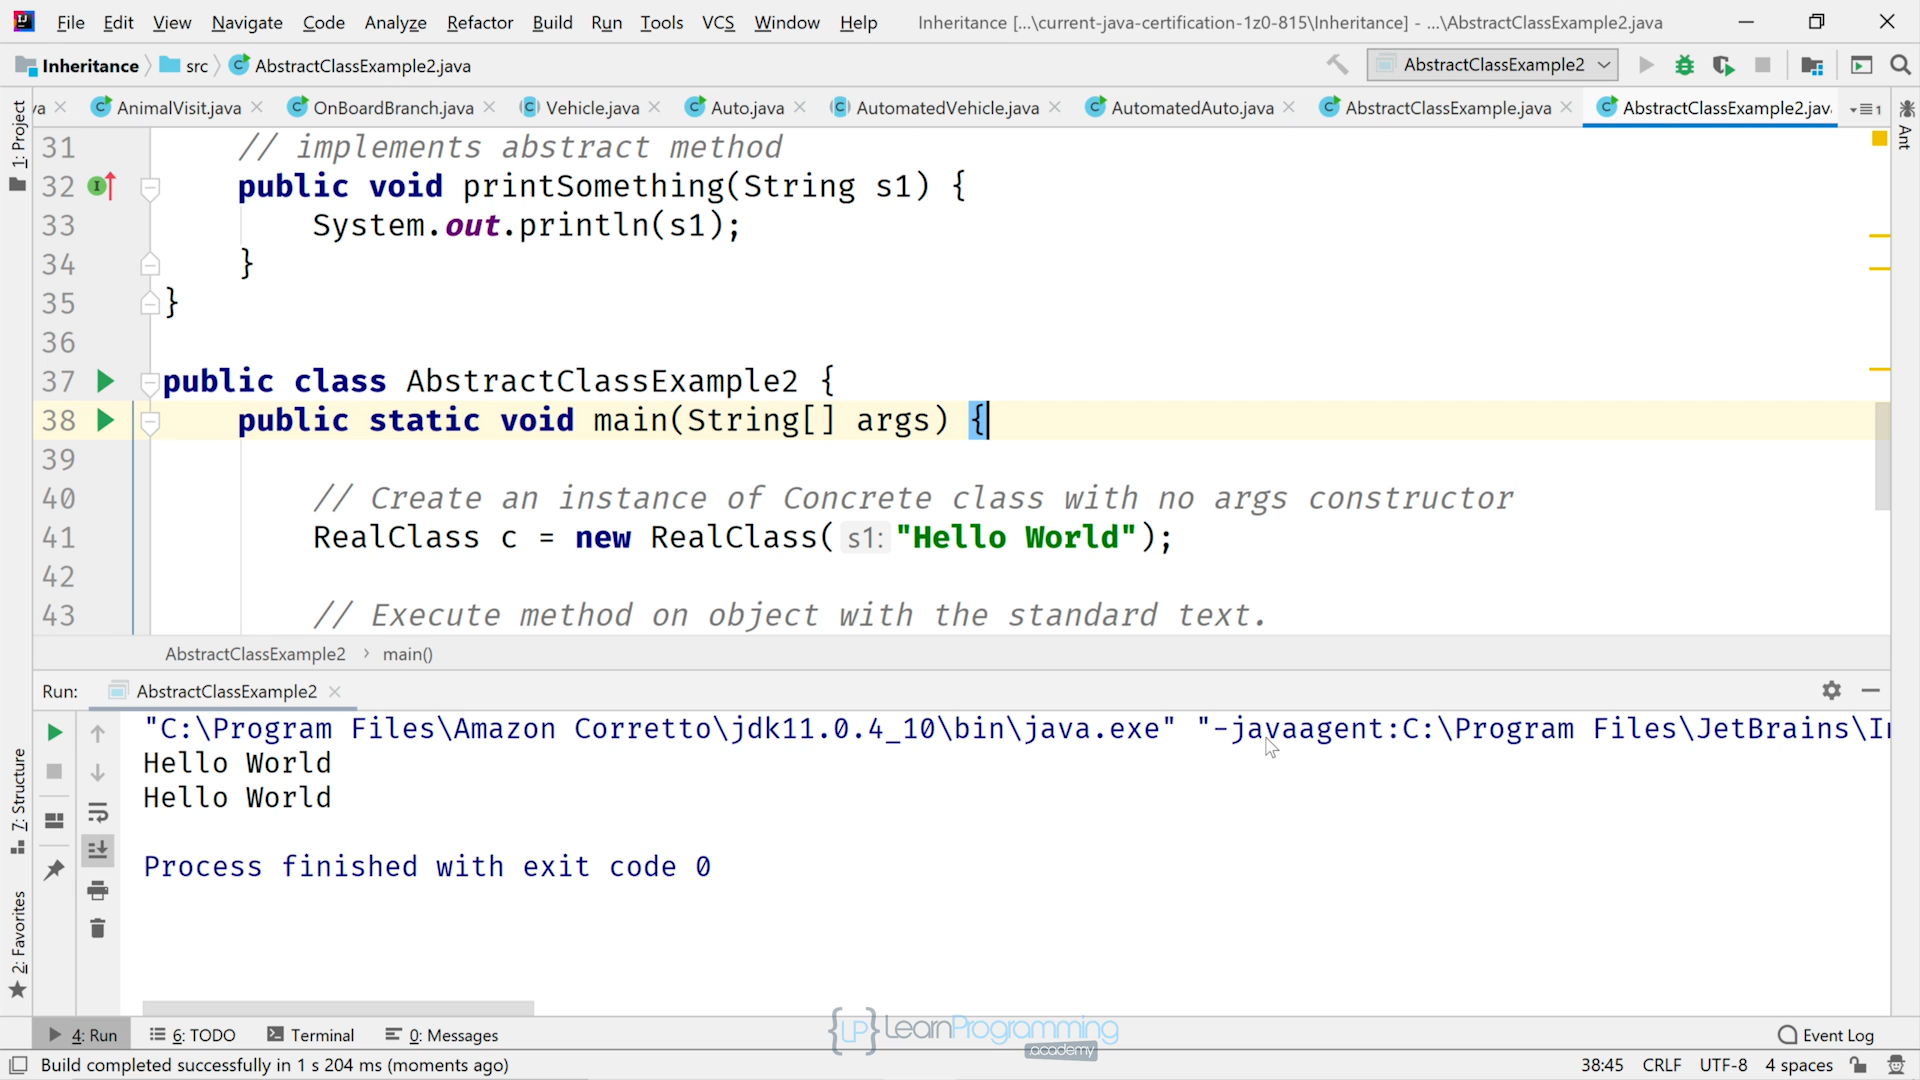 File Edit View Navigate Code Analyze Refactor Build Run Tools VCS Window Help Inheritance [...\current-java-certification-1z0-815\Inheritance] - ...\AbstractClassExample2.java
Inheritance src AbstractClassExample2.java AbstractClassExample2
va AnimalVisit.java OnBoardBranch.java Vehicle.java Auto.java AutomatedVehicle.java AutomatedAuto.java AbstractClassExample.java AbstractClassExample2.jav
1: Project
Ant
31 // implements abstract method
32 public void printSomething(String s1) {
33 System.out.println(s1);
34 }
35 }
36
37 public class AbstractClassExample2 {
38 public static void main(String[] args) {
39
40 // Create an instance of Concrete class with no args constructor
41 RealClass c = new RealClass( s1: "Hello World");
42
43 // Execute method on object with the standard text.
AbstractClassExample2 › main()
Run: AbstractClassExample2
"C:\Program Files\Amazon Corretto\jdk11.0.4_10\bin\java.exe" "-javaagent:C:\Program Files\JetBrains\In
Hello World
Hello World
Process finished with exit code 0
7: Structure
2: Favorites
{LP} LearnProgramming
.academy
4: Run 6: TODO Terminal 0: Messages Event Log
Build completed successfully in 1 s 204 ms (moments ago) 38:45 CRLF UTF-8 4 spaces